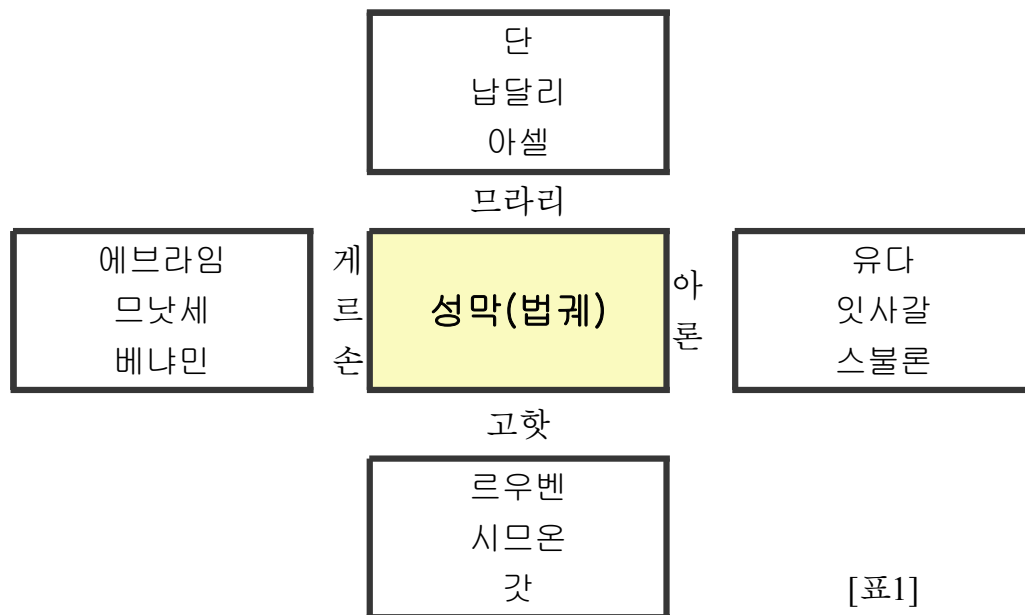 단
납달리
아셀
므라리
에브라임
므낫세
베냐민
게르손
성막(법궤)
아론
유다
잇사갈
스불론
고핫
르우벤
시므온
갓
[표1]